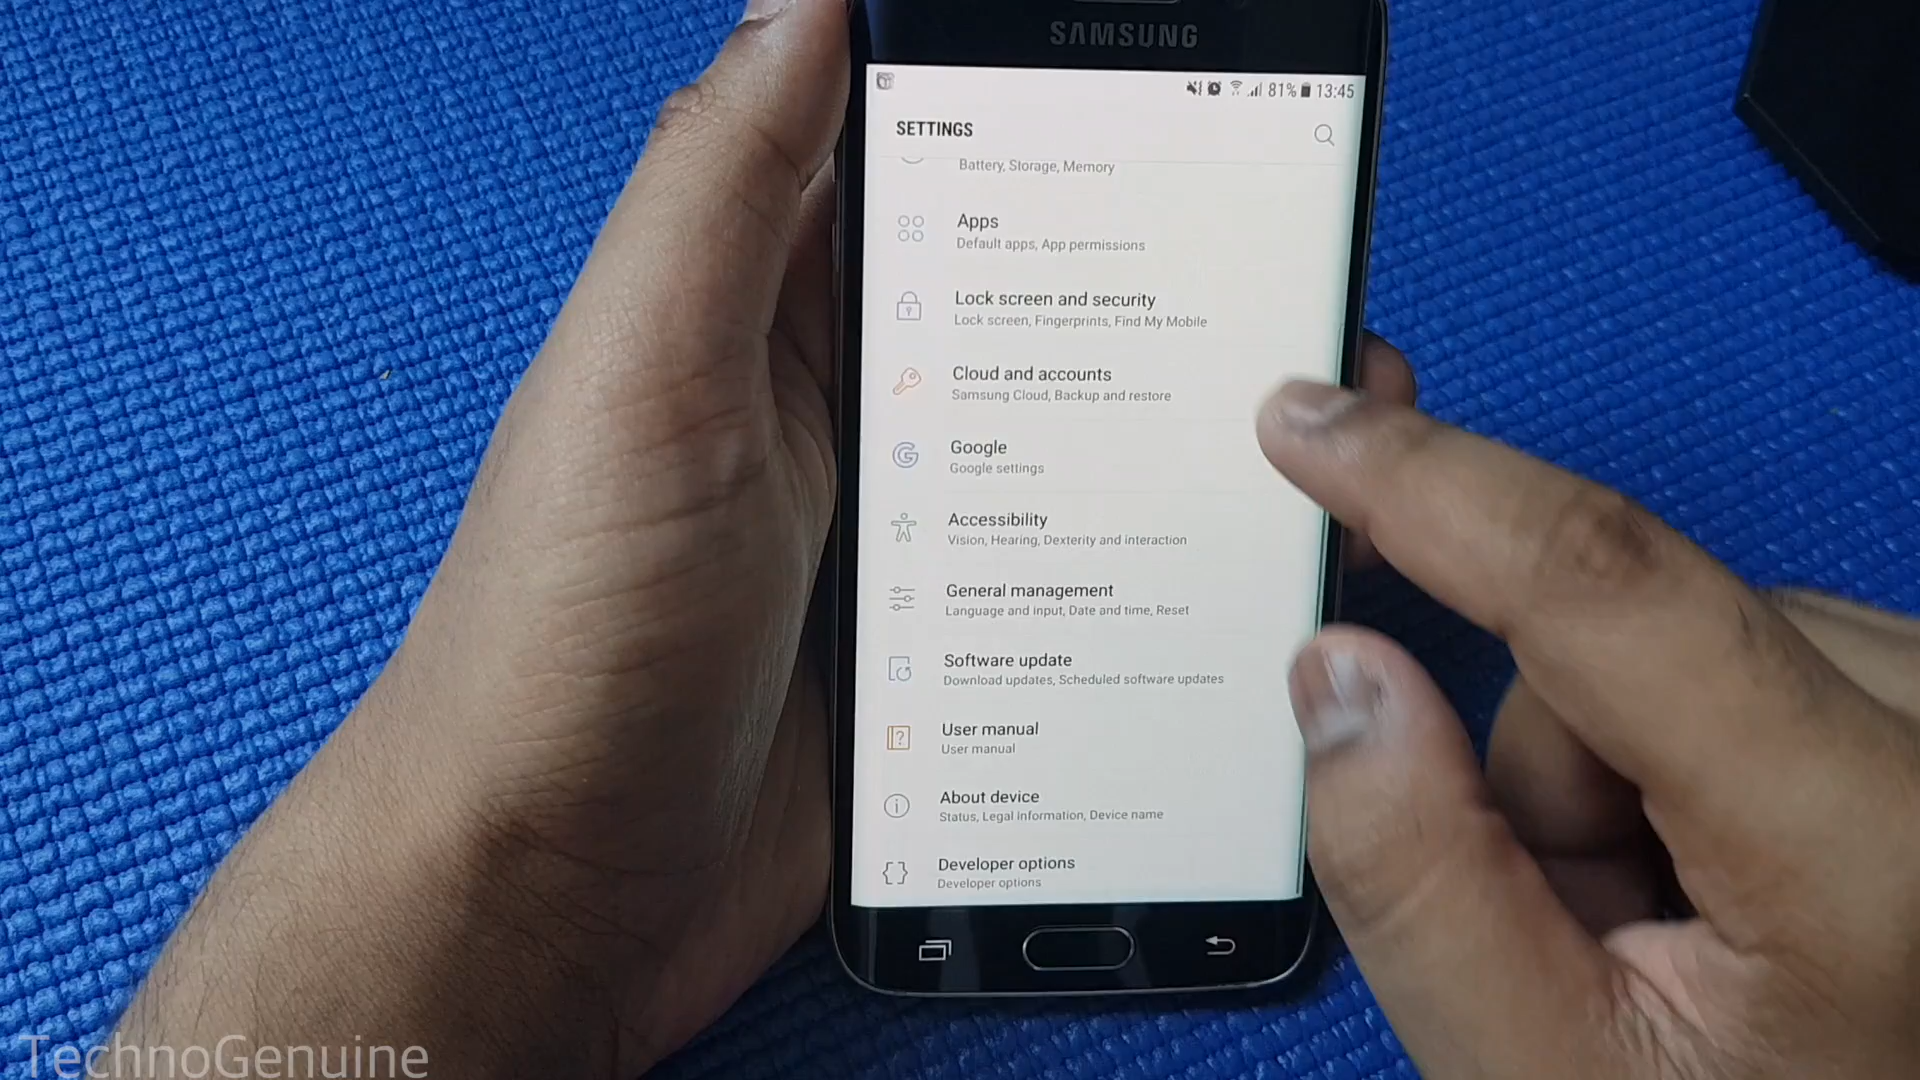 SAMSUNG
81% 13:45
SETTINGS
Battery, Storage, Memory
Apps
Default apps, App permissions
Lock screen and security
Lock screen, Fingerprints, Find My Mobile
Cloud and accounts
Samsung Cloud, Backup and restore
Google
Google settings
Accessibility
Vision, Hearing, Dexterity and interaction
General management
Language and input, Date and time, Reset
Software update
Download updates, Scheduled software updates
User manual
User manual
About device
Status, Legal information, Device name
Developer options
Developer options
TechnoGenuine